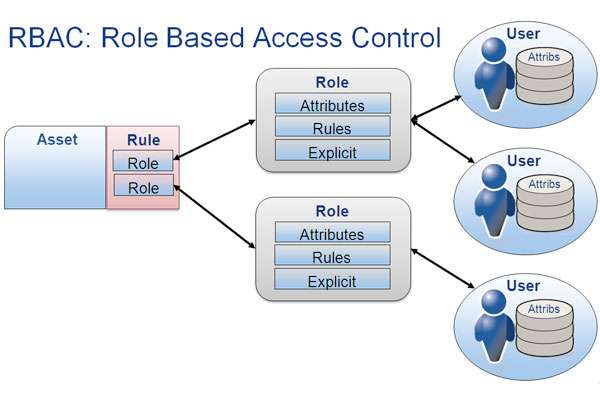 RBAC: Role Based Access Control
Asset
Rule
Role
Role
Role
Attributes
Rules
Explicit
Role
Attributes
Rules
Explicit
User
Attribs
User
Attribs
User
Attribs